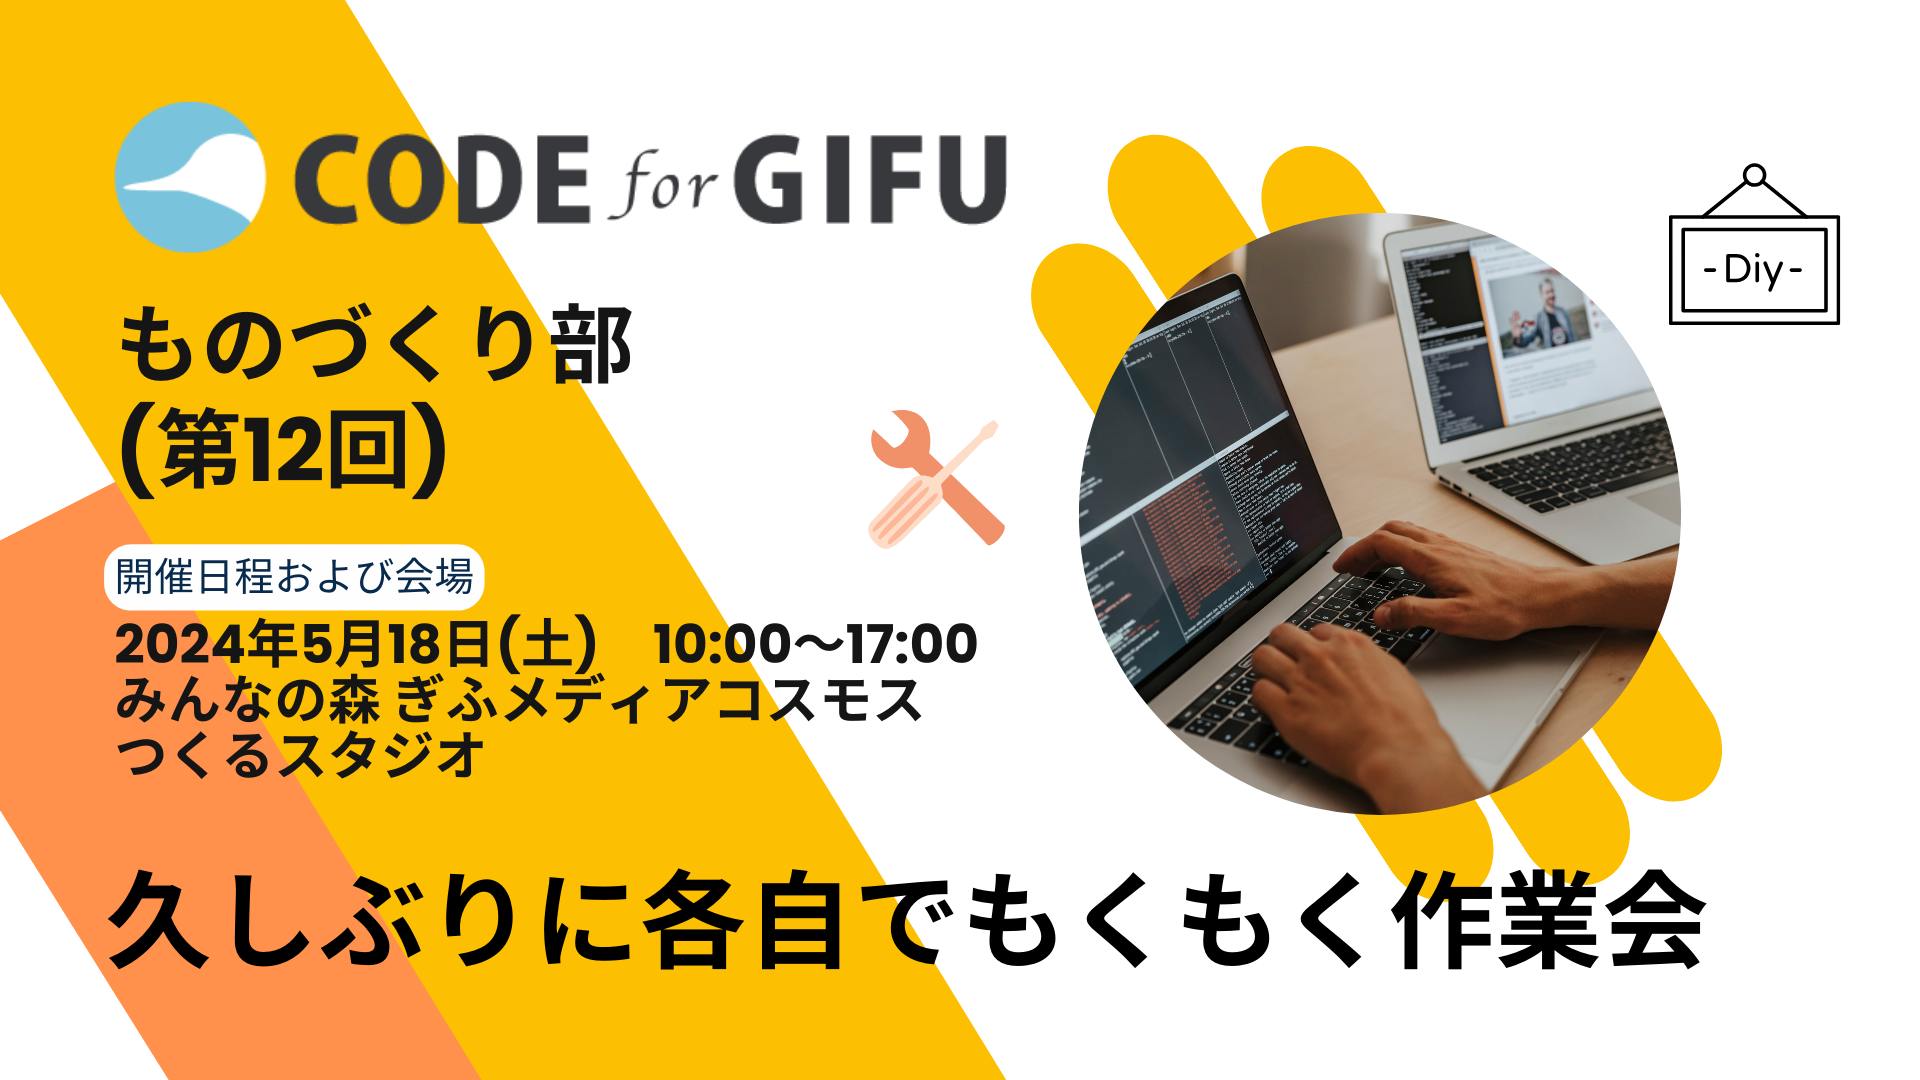 CODE for GIFU
ものづくり部
(第12回)
-Diy-
開催日程および会場
2024年5月18日(土)　10:00〜17:00
みんなの森 ぎふメディアコスモス
つくるスタジオ
久しぶりに各自でもくもく作業会